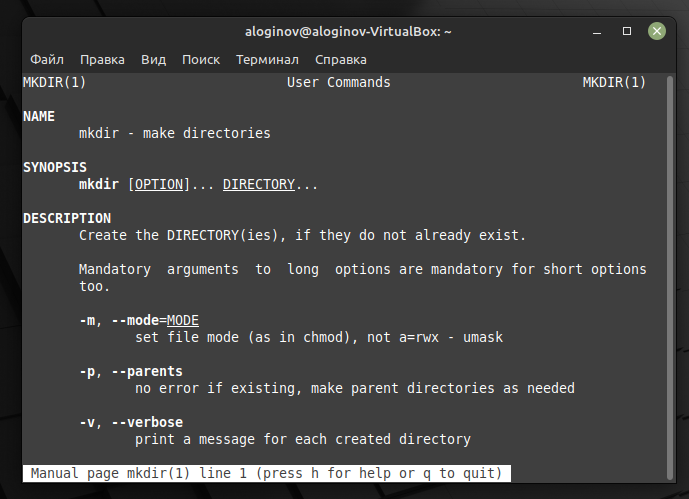 aloginov@aloginov-VirtualBox: ~
Файл Правка Вид Поиск Терминал Справка
MKDIR(1) User Commands MKDIR(1)
NAME
mkdir - make directories
SYNOPSIS
mkdir [OPTION]... DIRECTORY...
DESCRIPTION
Create the DIRECTORY(ies), if they do not already exist.
Mandatory arguments to long options are mandatory for short options
too.
-m, --mode=MODE
set file mode (as in chmod), not a=rwx - umask
-p, --parents
no error if existing, make parent directories as needed
-v, --verbose
print a message for each created directory
Manual page mkdir(1) line 1 (press h for help or q to quit)